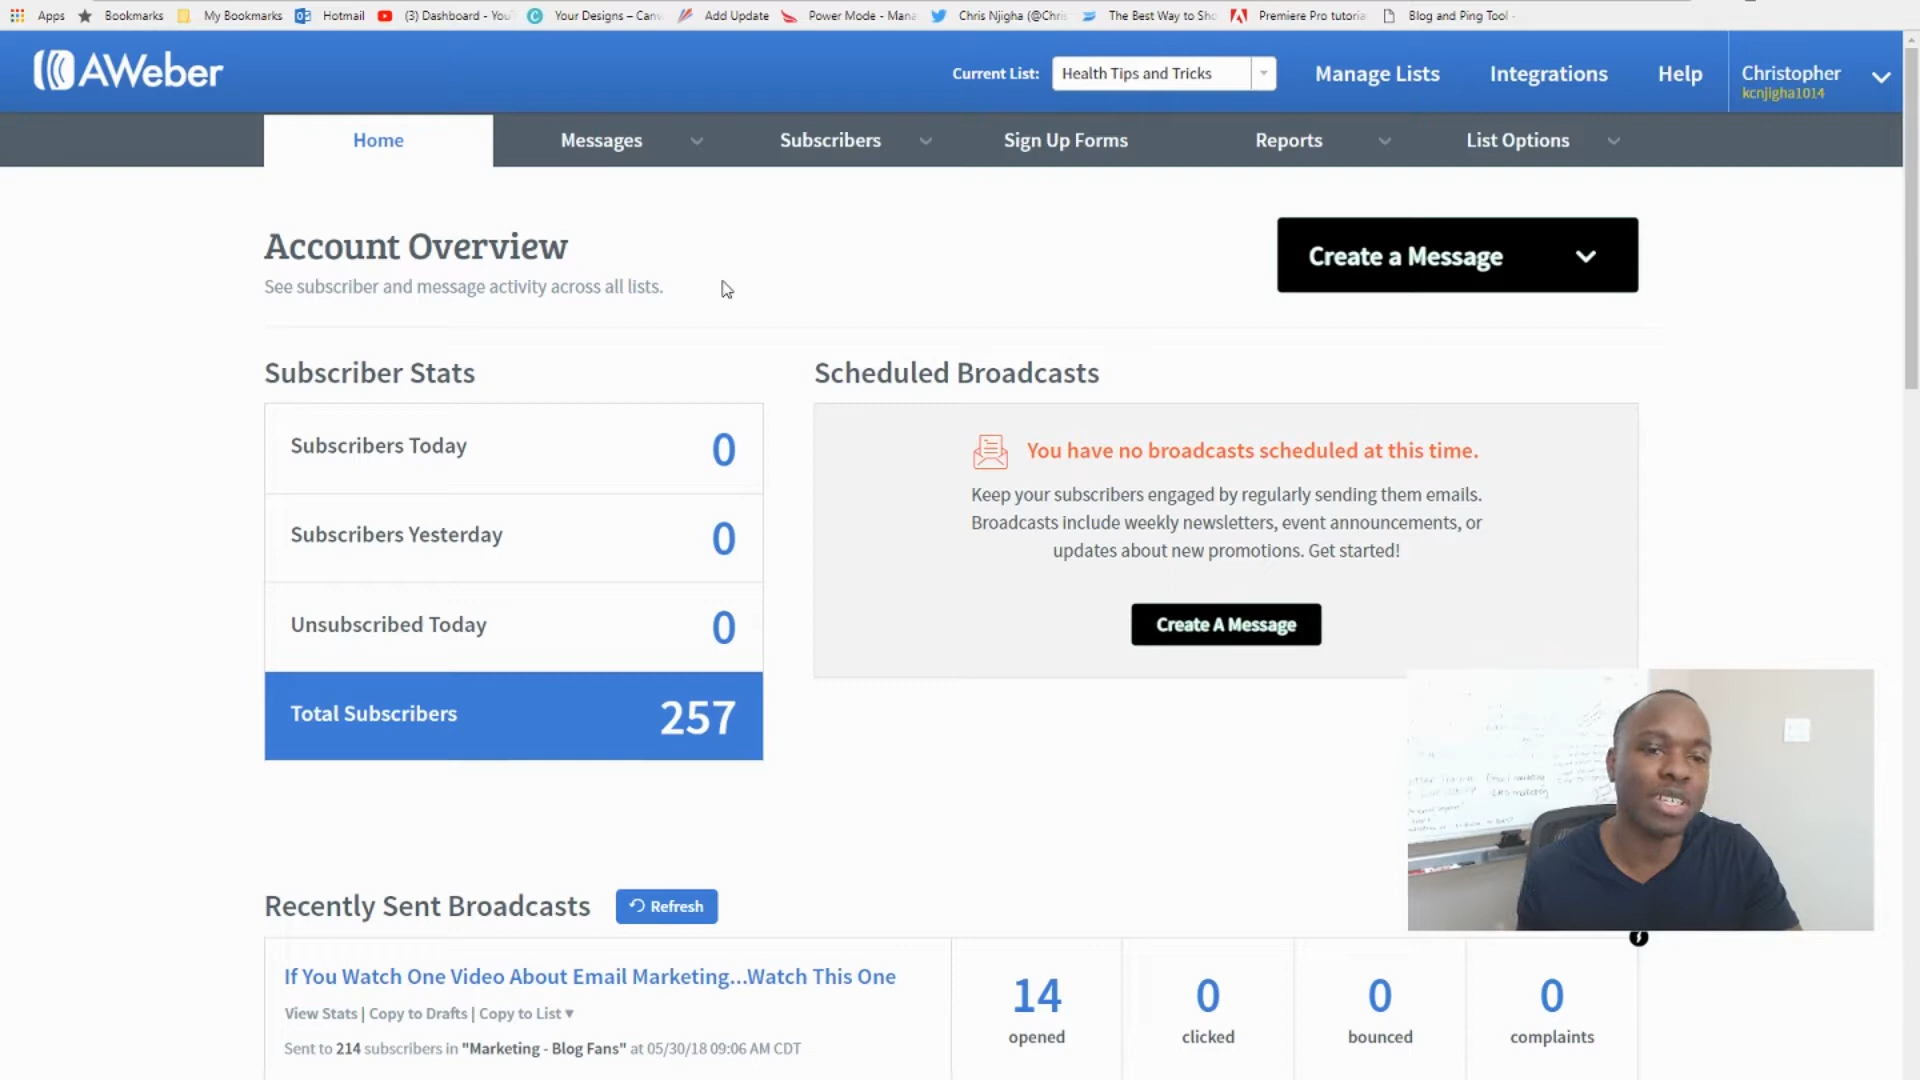 Apps
Bookmarks
My Bookmarks
Hotmail
(3) Dashboard - You
Your Designs – Canv
Add Update
Power Mode - Mana
Chris Njigha (@Chris
The Best Way to Sho
Premiere Pro tutoria
Blog and Ping Tool -
AWeber
Current List:
Health Tips and Tricks
Manage Lists
Integrations
Help
Christopher
kcnjigha1014
Home
Messages
Subscribers
Sign Up Forms
Reports
List Options
Account Overview
See subscriber and message activity across all lists.
Create a Message
Subscriber Stats
Subscribers Today
0
Subscribers Yesterday
0
Unsubscribed Today
0
Total Subscribers
257
Scheduled Broadcasts
You have no broadcasts scheduled at this time.
Keep your subscribers engaged by regularly sending them emails.
Broadcasts include weekly newsletters, event announcements, or
updates about new promotions. Get started!
Create A Message
Recently Sent Broadcasts
Refresh
If You Watch One Video About Email Marketing...Watch This One
View Stats | Copy to Drafts | Copy to List ▾
Sent to 214 subscribers in "Marketing - Blog Fans" at 05/30/18 09:06 AM CDT
14
opened
0
clicked
0
bounced
0
complaints